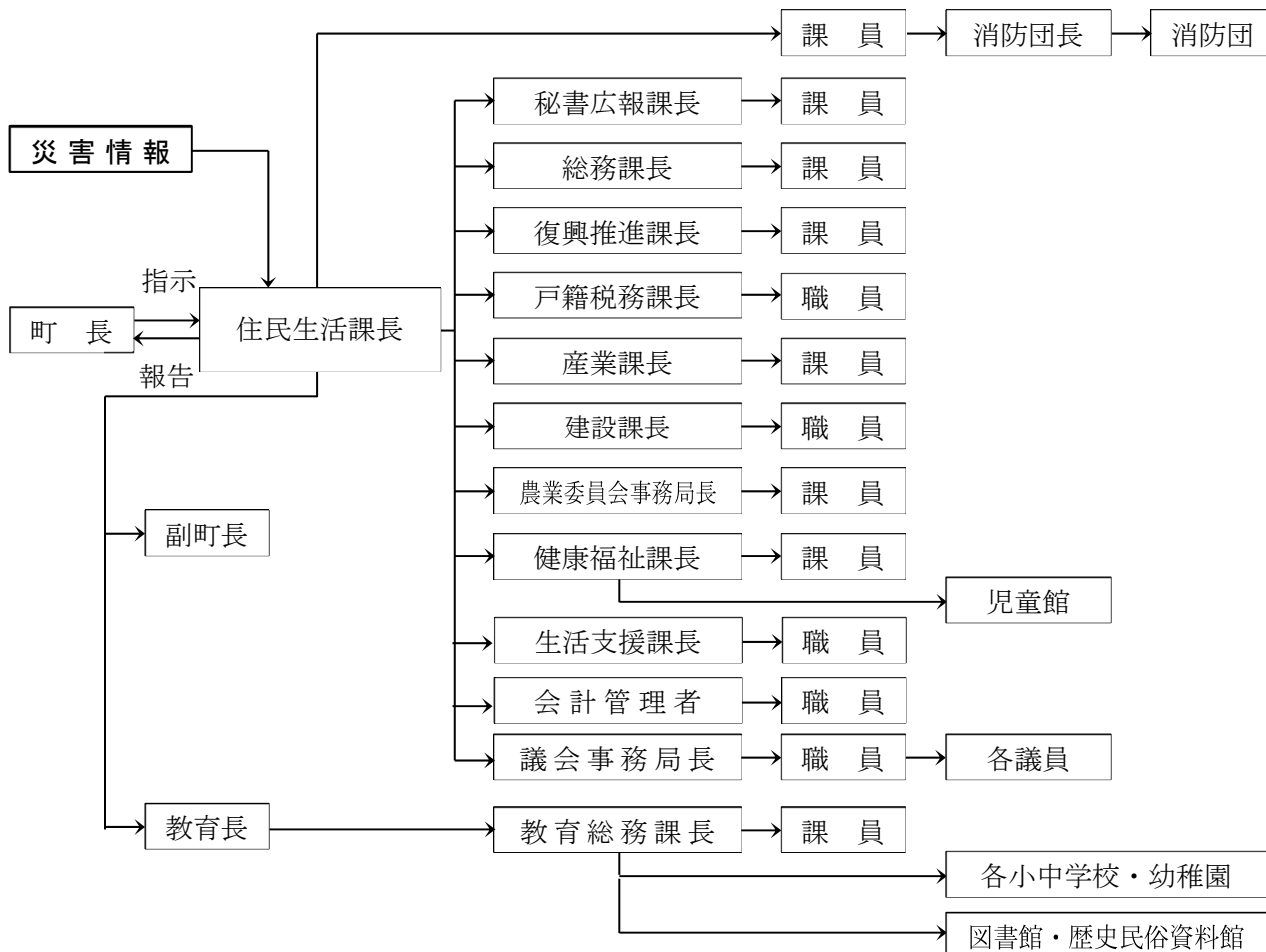 課　員
消防団長
消防団
秘書広報課長
課　員
災害情報
総務課長
課　員
復興推進課長
課　員
指示
戸籍税務課長
職　員
町　長
住民生活課長
報告
産業課長
課　員
建設課長
職　員
農業委員会事務局長
課　員
副町長
健康福祉課長
課　員
児童館
生活支援課長
職　員
会計管理者
職　員
議会事務局長
職　員
各議員
教育長
教育総務課長
課　員
各小中学校・幼稚園
図書館・歴史民俗資料館